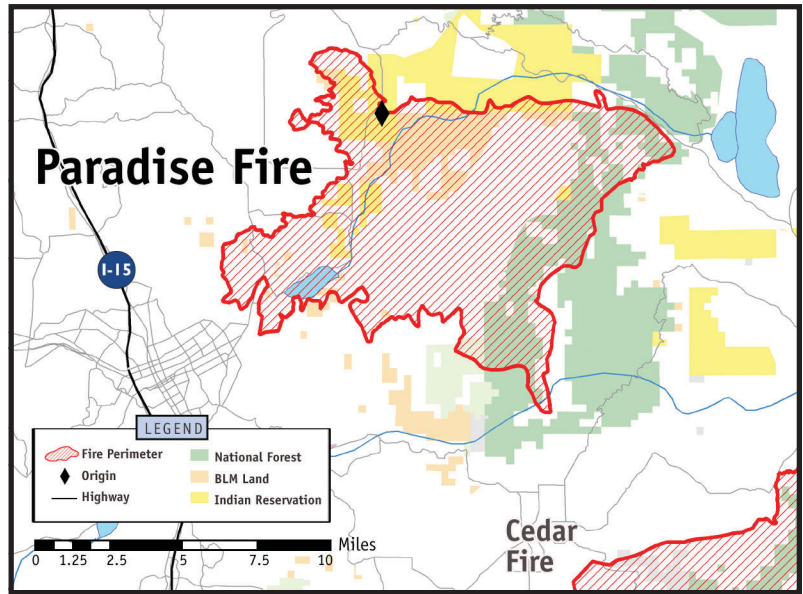 Paradise Fire
I-15
LEGEND
Fire Perimeter
Origin
Highway
National Forest
BLM Land
Indian Reservation
0 1.25 2.5 5 7.5 10 Miles
Cedar
Fire